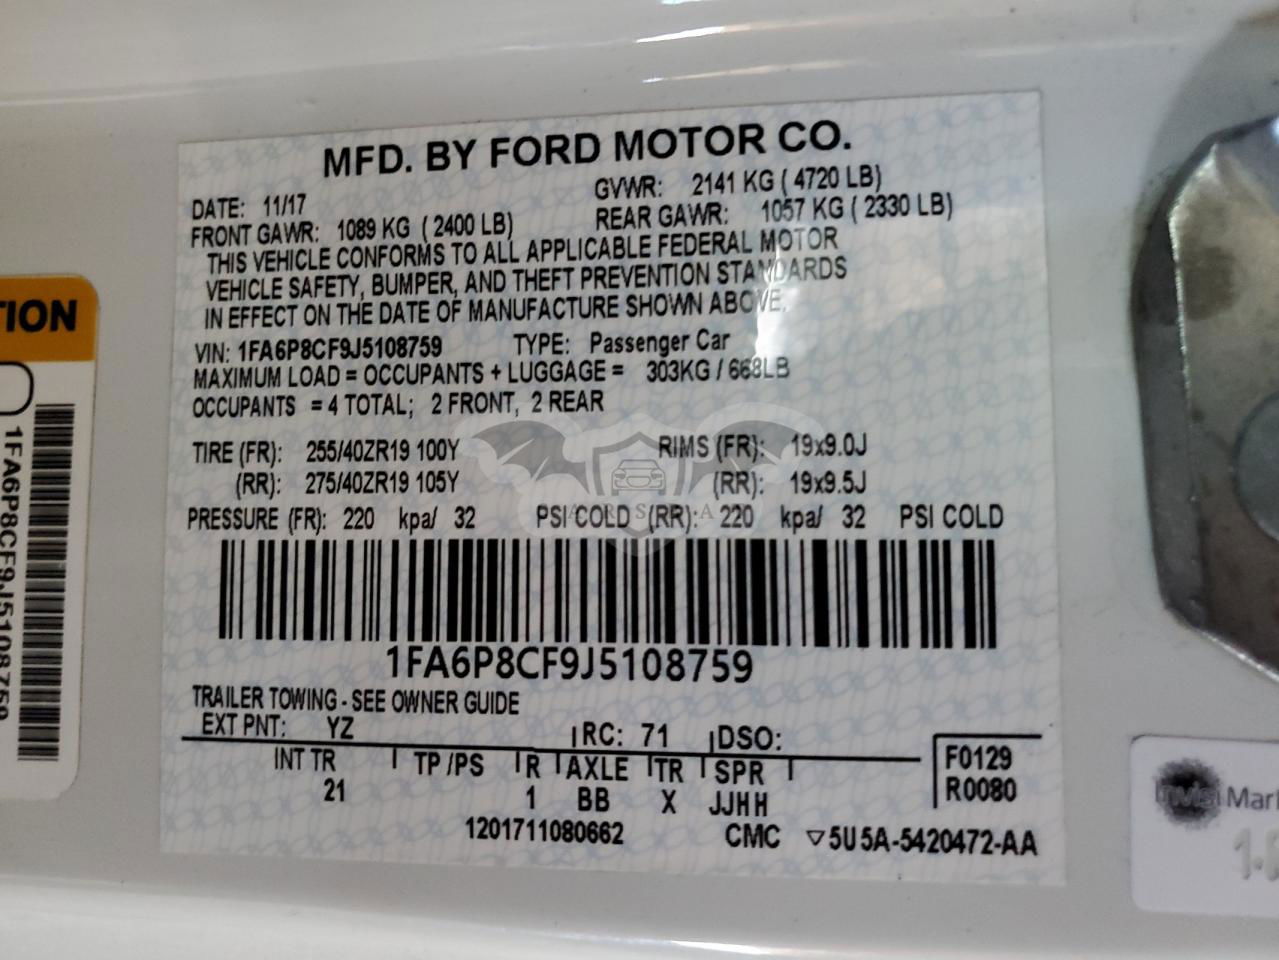 MFD. BY FORD MOTOR CO.
DATE: 11/17 GVWR: 2141 KG ( 4720 LB)
FRONT GAWR: 1089 KG ( 2400 LB) REAR GAWR: 1057 KG ( 2330 LB)
THIS VEHICLE CONFORMS TO ALL APPLICABLE FEDERAL MOTOR
VEHICLE SAFETY, BUMPER, AND THEFT PREVENTION STANDARDS
IN EFFECT ON THE DATE OF MANUFACTURE SHOWN ABOVE.
VIN: 1FA6P8CF9J5108759 TYPE: Passenger Car
MAXIMUM LOAD = OCCUPANTS + LUGGAGE = 303KG / 668LB
OCCUPANTS = 4 TOTAL; 2 FRONT, 2 REAR
TIRE (FR): 255/40ZR19 100Y RIMS (FR): 19x9.0J
(RR): 275/40ZR19 105Y (RR): 19x9.5J
PRESSURE (FR): 220 kpa/ 32 PSI COLD (RR): 220 kpa/ 32 PSI COLD
1FA6P8CF9J5108759
TRAILER TOWING - SEE OWNER GUIDE
EXT PNT: YZ RC: 71 DSO:
INT TR TP /PS R AXLE TR SPR F0129
21 1 BB X JJHH R0080
1201711080662 CMC ▽5U5A-5420472-AA
TION
1FA6P8CF9J5108759
ARSA
Mar